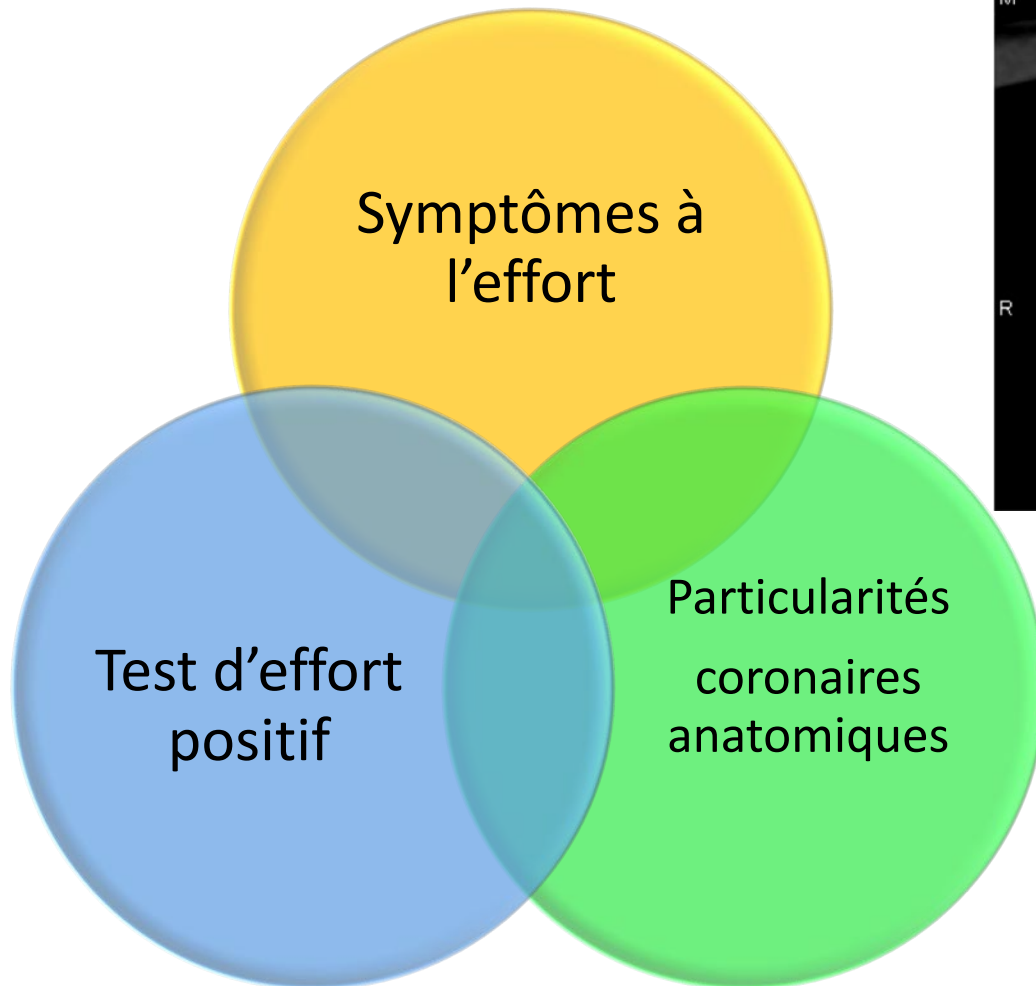 Symptômes à
l’effort
R
Particularités
coronaires
anatomiques
Test d’effort
positif